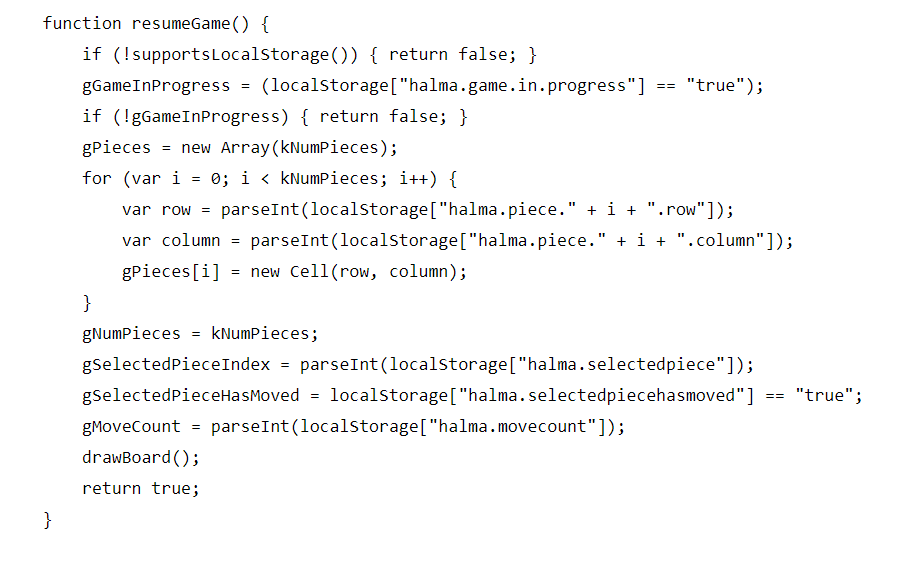 function resumeGame() {
    if (!supportsLocalStorage()) { return false; }
    gGameInProgress = (localStorage["halma.game.in.progress"] == "true");
    if (!gGameInProgress) { return false; }
    gPieces = new Array(kNumPieces);
    for (var i = 0; i < kNumPieces; i++) {
        var row = parseInt(localStorage["halma.piece." + i + ".row"]);
        var column = parseInt(localStorage["halma.piece." + i + ".column"]);
        gPieces[i] = new Cell(row, column);
    }
    gNumPieces = kNumPieces;
    gSelectedPieceIndex = parseInt(localStorage["halma.selectedpiece"]);
    gSelectedPieceHasMoved = localStorage["halma.selectedpiecehasmoved"] == "true";
    gMoveCount = parseInt(localStorage["halma.movecount"]);
    drawBoard();
    return true;
}